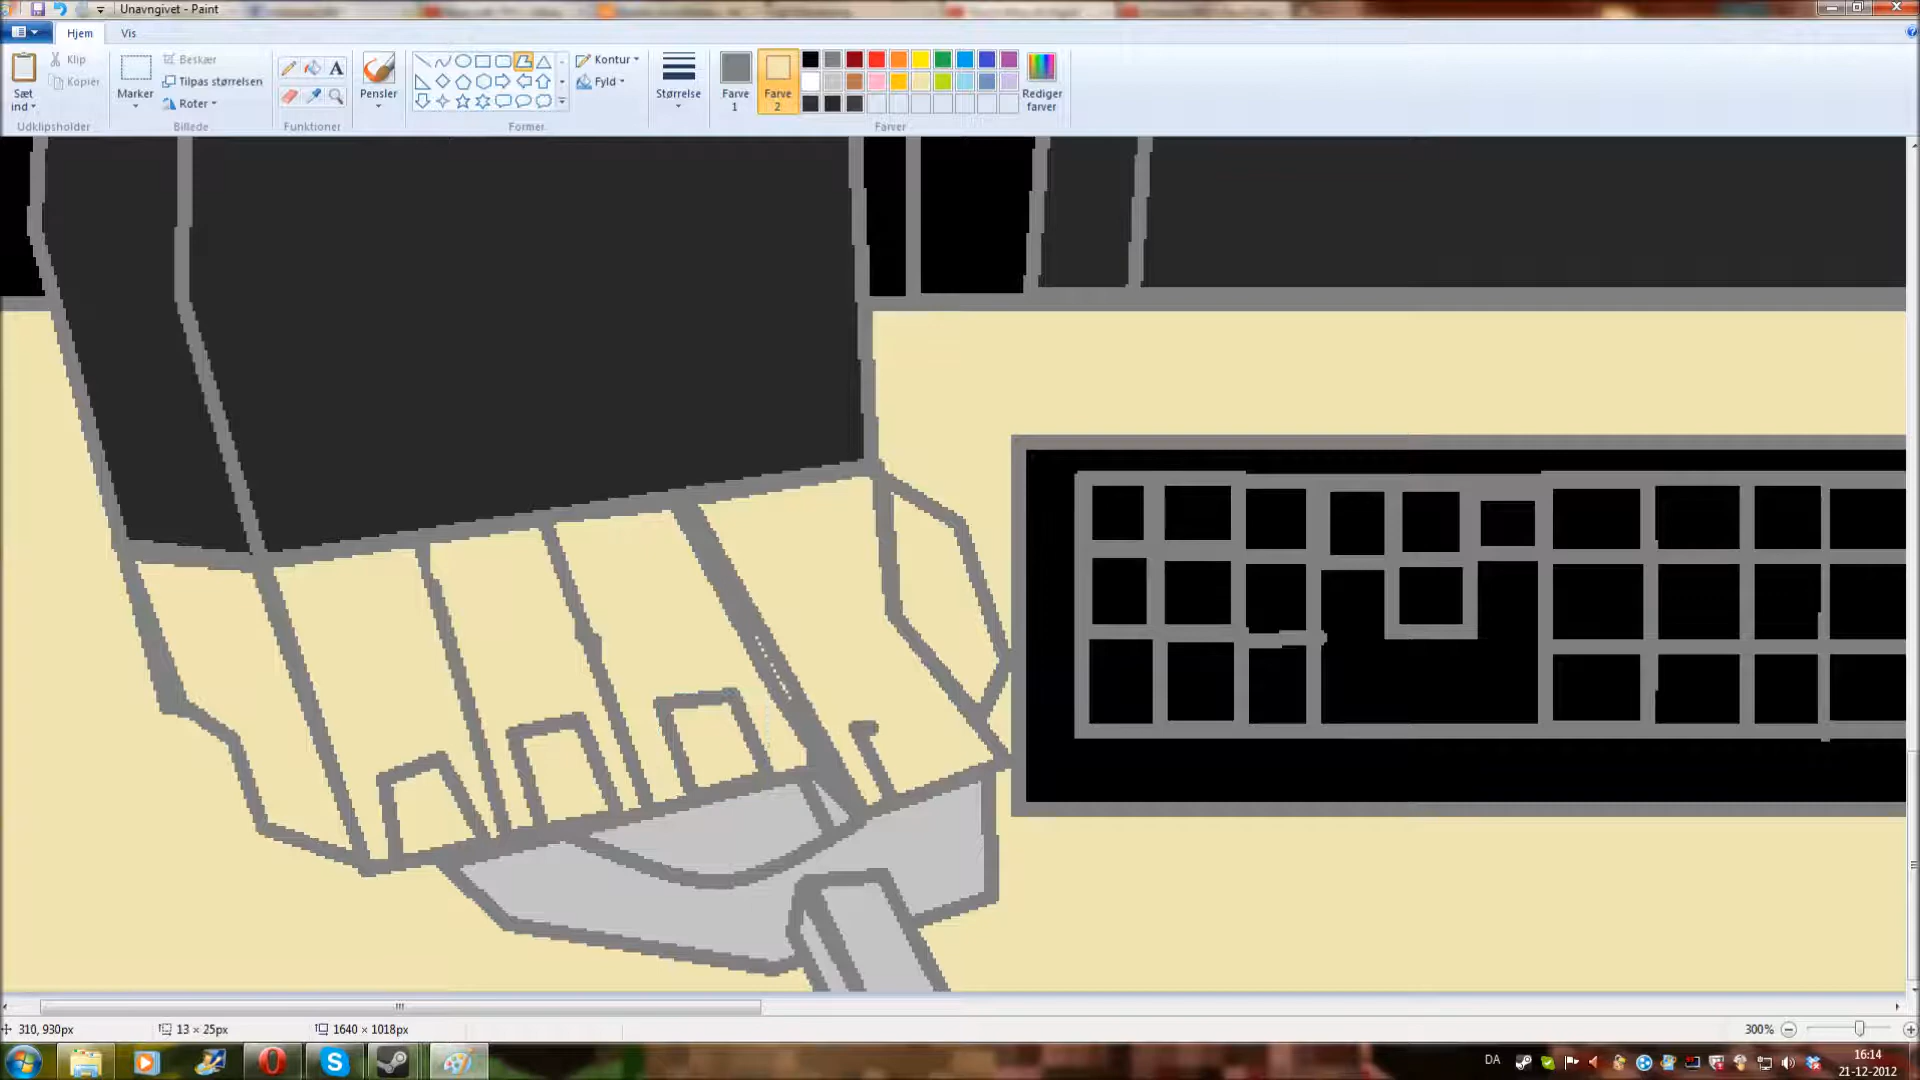 Unavngivet - Paint
Hjem
Vis
Sæt ind
Klip
Kopier
Udklipsholder
Marker
Beskær
Tilpas størrelsen
Roter
Billede
A
Funktioner
Pensler
Former
Kontur
Fyld
Størrelse
Farve 1
Farve 2
Rediger farver
Farver
310, 930px
13 × 25px
1640 × 1018px
300%
DA
16:14
21-12-2012